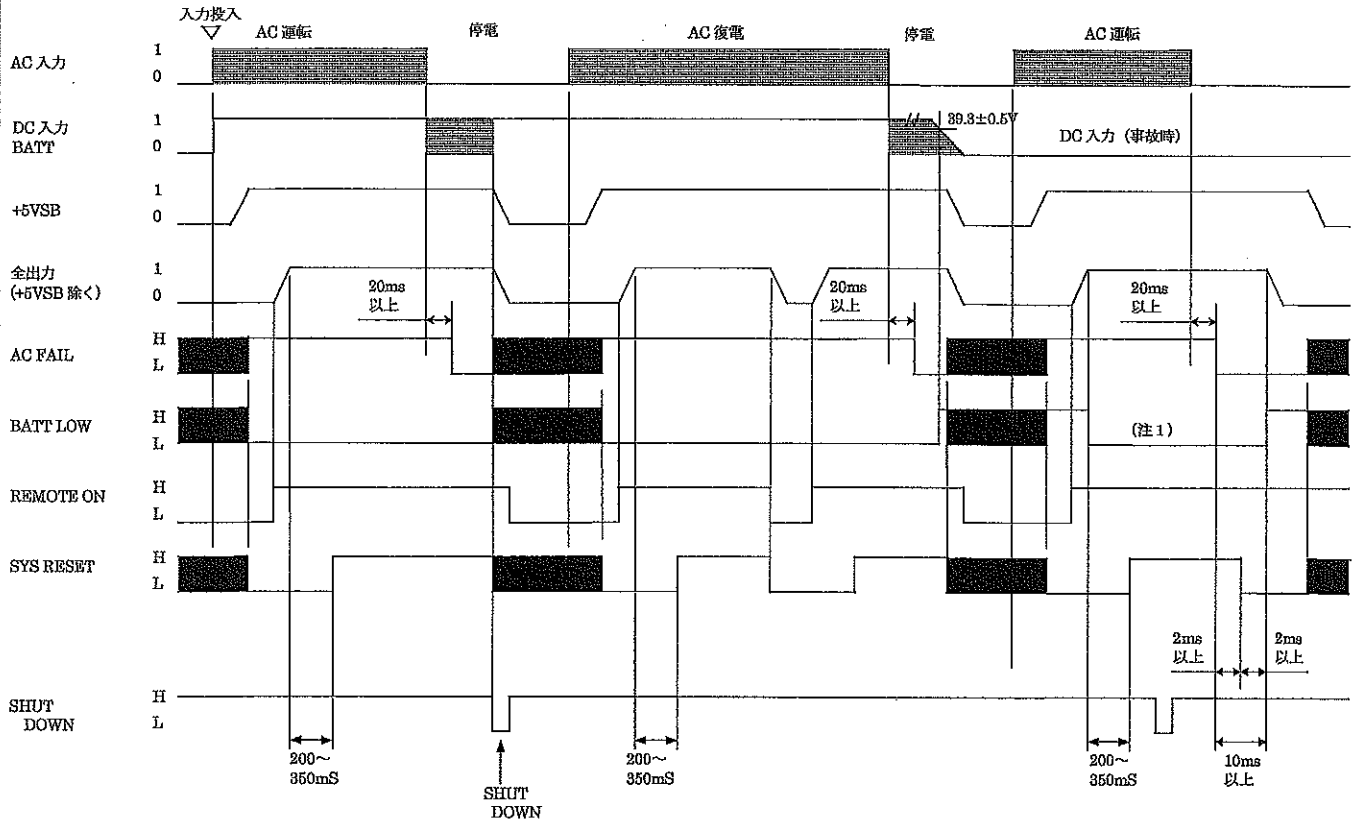 入力投入
▽
AC 運転
停電
AC 復電
停電
AC 運転
AC 入力
1
0
DC 入力
BATT
1
0
39.3±0.5V
DC 入力（事故時）
+5VSB
1
0
全出力
(+5VSB 除く)
1
0
20ms
以上
20ms
以上
20ms
以上
AC FAIL
H
L
BATT LOW
H
L
(注１)
REMOTE ON
H
L
SYS RESET
H
L
2ms
以上
2ms
以上
SHUT
DOWN
H
L
200～
350mS
SHUT
DOWN
200～
350mS
200～
350mS
10ms
以上